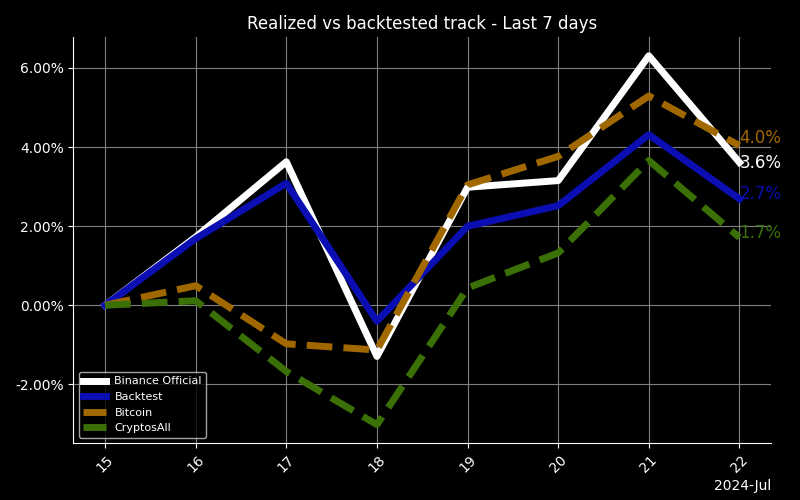 Realized vs backtested track - Last 7 days
6.00%
4.00%
2.00%
0.00%
-2.00%
4.0%
3.6%
2.7%
1.7%
Binance Official
Backtest
Bitcoin
CryptosAll
15 16 17 18 19 20 21 22
2024-Jul